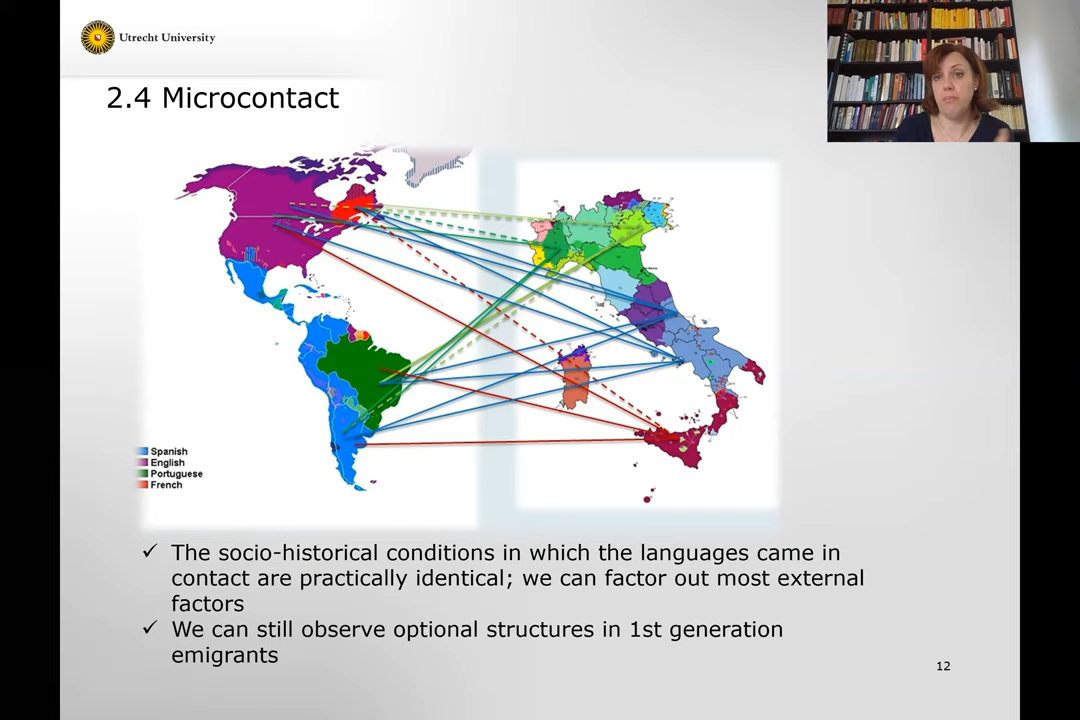 Utrecht University
2.4 Microcontact
Spanish
English
Portuguese
French
✓ The socio-historical conditions in which the languages came in
contact are practically identical; we can factor out most external
factors
✓ We can still observe optional structures in 1st generation
emigrants
12